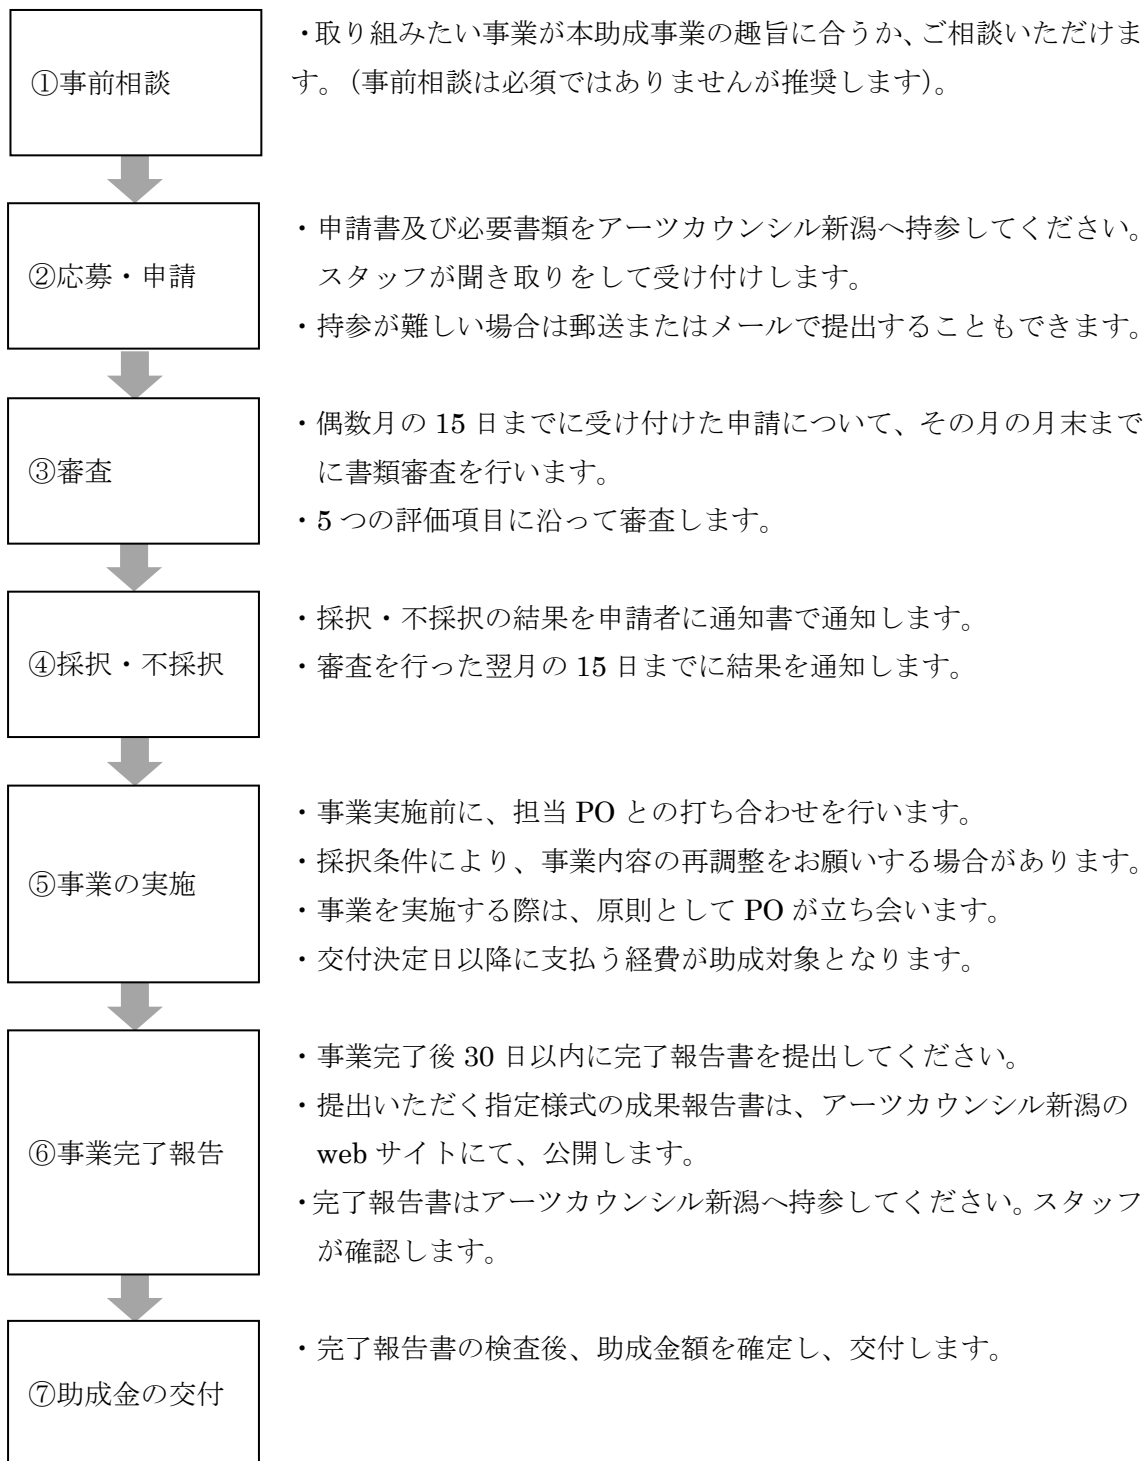 ①事前相談
・取り組みたい事業が本助成事業の趣旨に合うか、ご相談いただけま
す。（事前相談は必須ではありませんが推奨します）。
②応募・申請
・申請書及び必要書類をアーツカウンシル新潟へ持参してください。
スタッフが聞き取りをして受け付けします。
・持参が難しい場合は郵送またはメールで提出することもできます。
③審査
・偶数月の 15 日までに受け付けた申請について、その月の月末まで
に書類審査を行います。
・5 つの評価項目に沿って審査します。
④採択・不採択
・採択・不採択の結果を申請者に通知書で通知します。
・審査を行った翌月の 15 日までに結果を通知します。
⑤事業の実施
・事業実施前に、担当 PO との打ち合わせを行います。
・採択条件により、事業内容の再調整をお願いする場合があります。
・事業を実施する際は、原則として PO が立ち会います。
・交付決定日以降に支払う経費が助成対象となります。
⑥事業完了報告
・事業完了後 30 日以内に完了報告書を提出してください。
・提出いただく指定様式の成果報告書は、アーツカウンシル新潟の
web サイトにて、公開します。
・完了報告書はアーツカウンシル新潟へ持参してください。スタッフ
が確認します。
⑦助成金の交付
・完了報告書の検査後、助成金額を確定し、交付します。